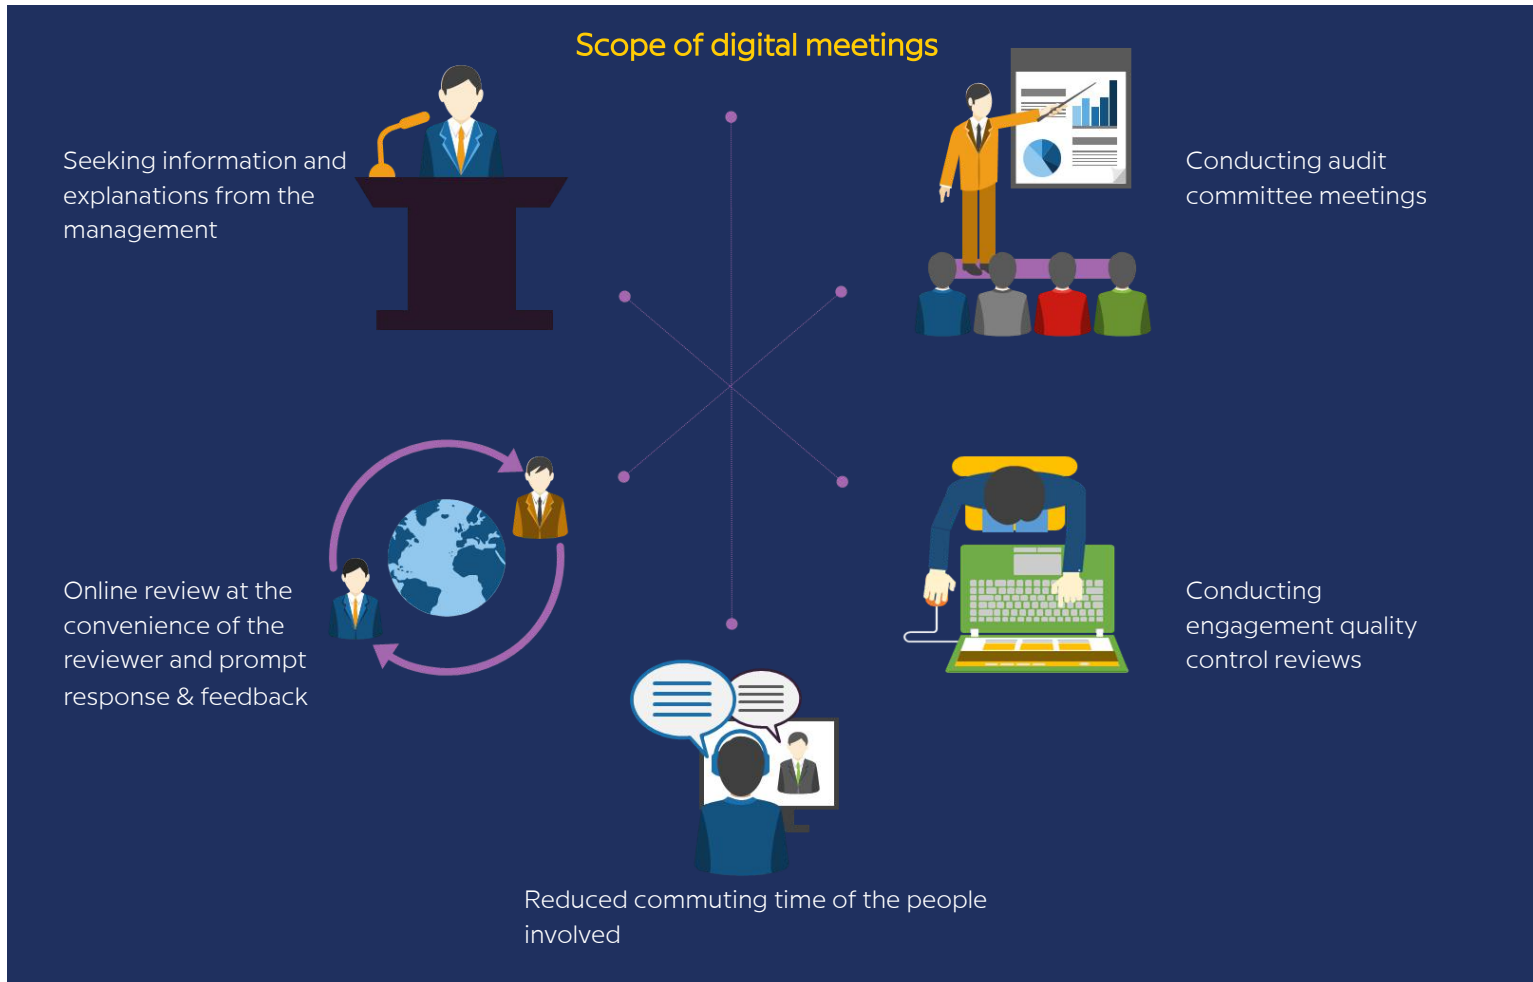 Scope of digital meetings
Seeking information and
explanations from the
management
Conducting audit
committee meetings
Online review at the
convenience of the
reviewer and prompt
response & feedback
Conducting
engagement quality
control reviews
Reduced commuting time of the people
involved